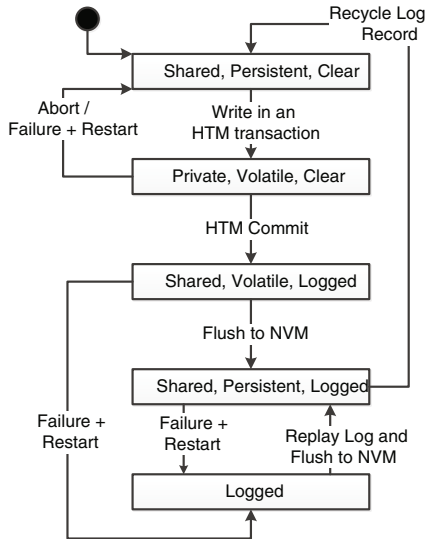 Recycle Log
Record
Shared, Persistent, Clear
Abort /
Failure + Restart
Write in an
HTM transaction
Private, Volatile, Clear
HTM Commit
Shared, Volatile, Logged
Flush to NVM
Shared, Persistent, Logged
Failure +
Restart
Failure +
Restart
Replay Log and
Flush to NVM
Logged